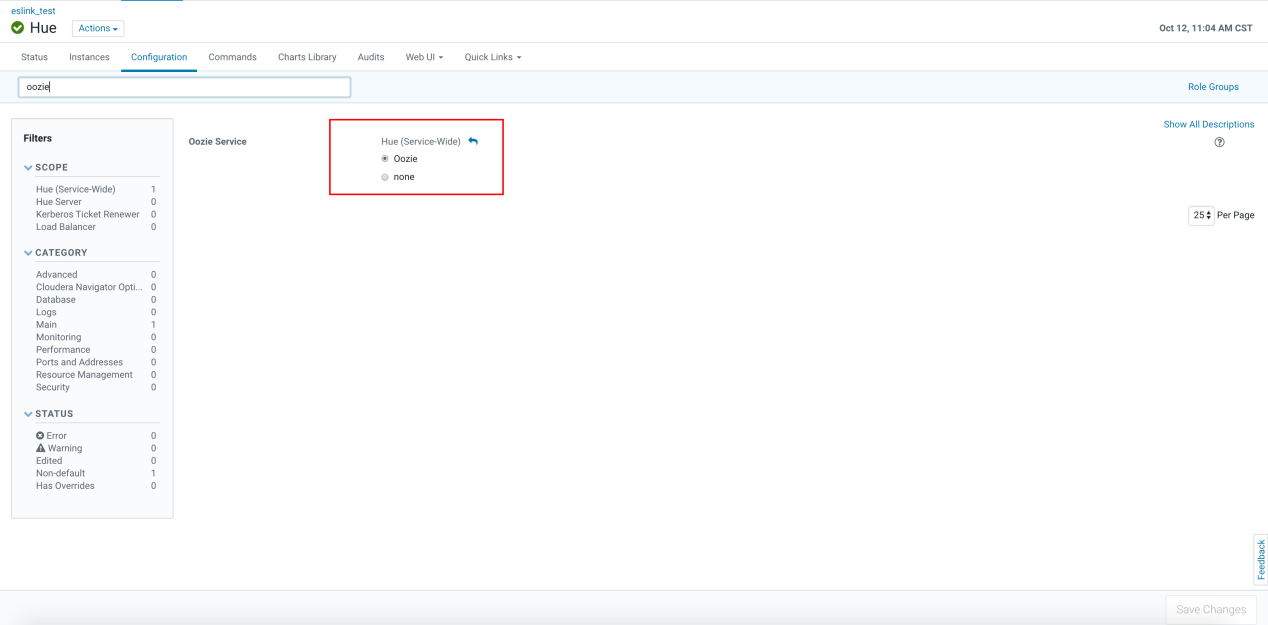 eslink_test
Hue Actions
Oct 12, 11:04 AM CST
Status Instances Configuration Commands Charts Library Audits Web UI Quick Links
oozie
Role Groups
Filters
SCOPE
Hue (Service-Wide) 1
Hue Server 0
Kerberos Ticket Renewer 0
Load Balancer 0
CATEGORY
Advanced 0
Cloudera Navigator Opti... 0
Database 0
Logs 0
Main 1
Monitoring 0
Performance 0
Ports and Addresses 0
Resource Management 0
Security 0
STATUS
Error 0
Warning 0
Edited 0
Non-default 1
Has Overrides 0
Show All Descriptions
Oozie Service Hue (Service-Wide) ?
Oozie
none
25 Per Page
Feedback
Save Changes